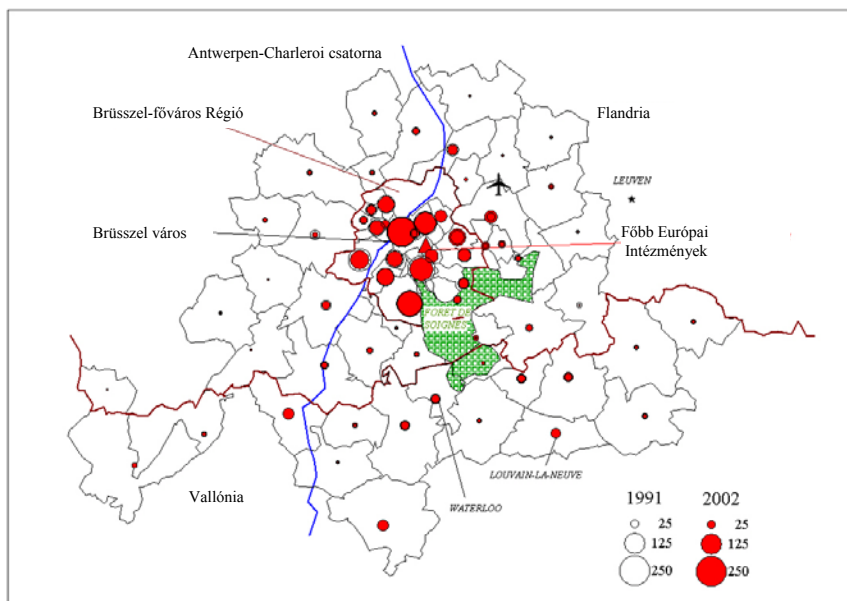 Antwerpen-Charleroi csatorna
Brüsszel-főváros Régió
Flandria
LEUVEN
Brüsszel város
Főbb Európai
Intézmények
FORET DE
SOIGNES
LOUVAIN-LA-NEUVE
Vallónia
WATERLOO
1991 2002
25 25
125 125
250 250